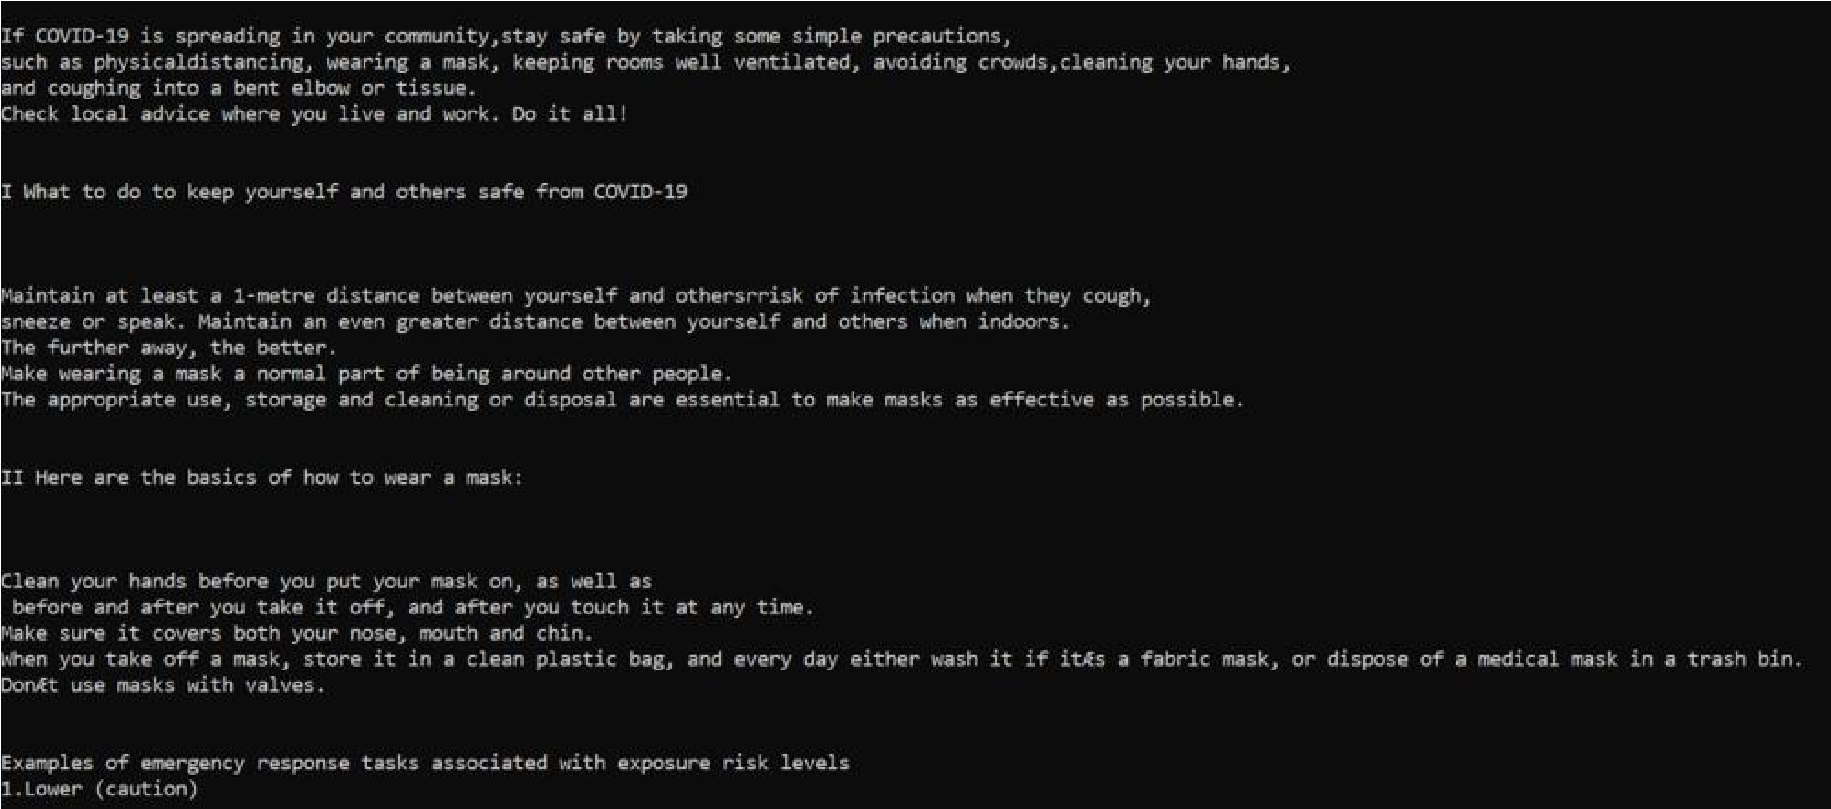 If COVID-19 is spreading in your community,stay safe by taking some simple precautions,
such as physicaldistancing, wearing a mask, keeping rooms well ventilated, avoiding crowds,cleaning your hands,
and coughing into a bent elbow or tissue.
Check local advice where you live and work. Do it all!
I What to do to keep yourself and others safe from COVID-19
Maintain at least a 1-metre distance between yourself and othersrrisk of infection when they cough,
sneeze or speak. Maintain an even greater distance between yourself and others when indoors.
The further away, the better.
Make wearing a mask a normal part of being around other people.
The appropriate use, storage and cleaning or disposal are essential to make masks as effective as possible.
II Here are the basics of how to wear a mask:
Clean your hands before you put your mask on, as well as
before and after you take it off, and after you touch it at any time.
Make sure it covers both your nose, mouth and chin.
When you take off a mask, store it in a clean plastic bag, and every day either wash it if itÆs a fabric mask, or dispose of a medical mask in a trash bin.
DonÆt use masks with valves.
Examples of emergency response tasks associated with exposure risk levels
1.Lower (caution)